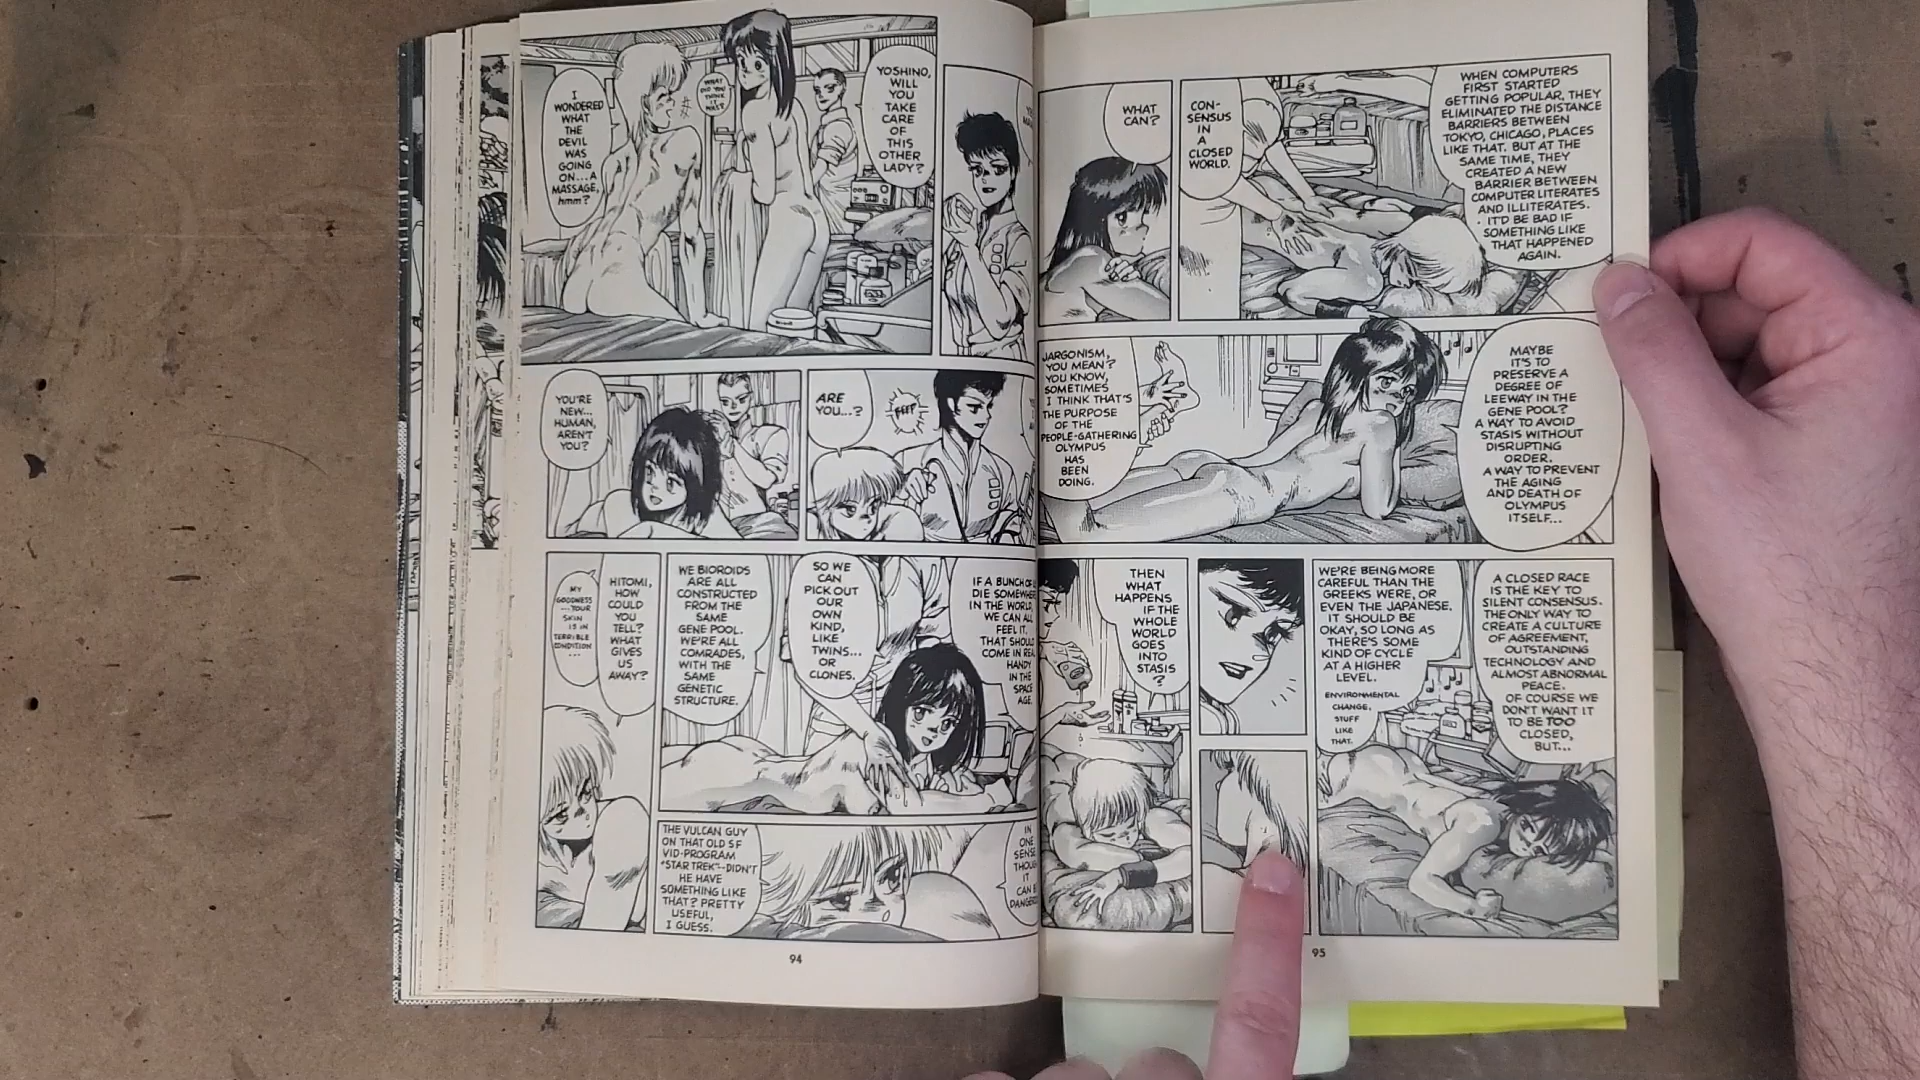 I
WONDERED
WHAT
THE
DEVIL
WAS
GOING
ON...A
MASSAGE,
hmm?
WHAT
DID YOU
THINK
IT
WAS?
YOSHINO,
WILL
YOU
TAKE
CARE
OF
THIS
OTHER
LADY?
YOU'RE
NEW...
HUMAN,
AREN'T
YOU?
ARE
YOU...?
BEEP
MY
GOODNESS
---YOUR
SKIN
IS IN
TERRIBLE
CONDITION
...
HITOMI,
HOW
COULD
YOU
TELL?
WHAT
GIVES
US
AWAY?
WE BIOROIDS
ARE ALL
CONSTRUCTED
FROM THE
SAME
GENE POOL.
WE'RE ALL
COMRADES,
WITH THE
SAME
GENETIC
STRUCTURE.
SO WE
CAN
PICK OUT
OUR
OWN
KIND,
LIKE
TWINS...
OR
CLONES.
IF A BUNCH OF
DIE SOMEWHERE
IN THE WORLD,
WE CAN ALL
FEEL IT.
THAT SHOULD
COME IN REAL
HANDY
IN THE
SPACE
AGE.
THE VULCAN GUY
ON THAT OLD SF
VID-PROGRAM
"STAR TREK"--DIDN'T
HE HAVE
SOMETHING LIKE
THAT? PRETTY
USEFUL,
I GUESS.
IN
ONE
SENSE
THOUGH
IT
CAN BE
DANGEROUS
94
WHAT
CAN?
CON-
SENSUS
IN
A
CLOSED
WORLD.
WHEN COMPUTERS
FIRST STARTED
GETTING POPULAR, THEY
ELIMINATED THE DISTANCE
BARRIERS BETWEEN
TOKYO, CHICAGO, PLACES
LIKE THAT. BUT AT THE
SAME TIME, THEY
CREATED A NEW
BARRIER BETWEEN
COMPUTER LITERATES
AND ILLITERATES.
IT'D BE BAD IF
SOMETHING LIKE
THAT HAPPENED
AGAIN.
JARGONISM,
YOU MEAN?
YOU KNOW,
SOMETIMES
I THINK THAT'S
THE PURPOSE
OF THE
PEOPLE-GATHERING
OLYMPUS
HAS
BEEN
DOING.
MAYBE
IT'S TO
PRESERVE A
DEGREE OF
LEEWAY IN THE
GENE POOL?
A WAY TO AVOID
STASIS WITHOUT
DISRUPTING
ORDER.
A WAY TO PREVENT
THE AGING
AND DEATH OF
OLYMPUS
ITSELF...
THEN
WHAT
HAPPENS
IF THE
WHOLE
WORLD
GOES
INTO
STASIS
?
WE'RE BEING MORE
CAREFUL THAN THE
GREEKS WERE, OR
EVEN THE JAPANESE.
IT SHOULD BE
OKAY, SO LONG AS
THERE'S SOME
KIND OF CYCLE
AT A HIGHER
LEVEL.
ENVIRONMENTAL
CHANGE,
STUFF
LIKE
THAT.
A CLOSED RACE
IS THE KEY TO
SILENT CONSENSUS.
THE ONLY WAY TO
CREATE A CULTURE
OF AGREEMENT,
OUTSTANDING
TECHNOLOGY AND
ALMOST ABNORMAL
PEACE.
OF COURSE WE
DON'T WANT IT
TO BE TOO
CLOSED,
BUT...
95